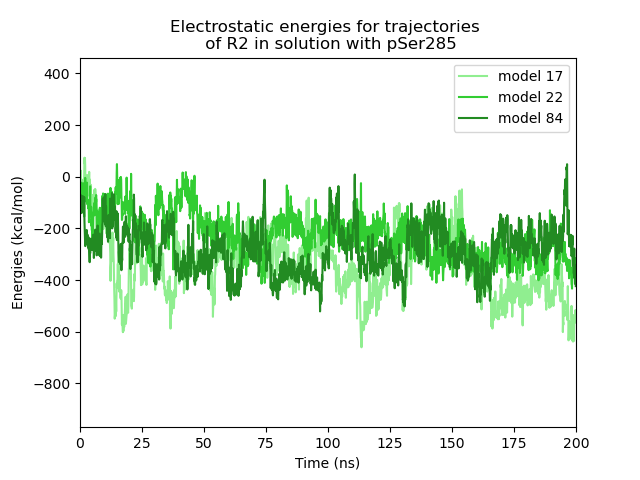 Electrostatic energies for trajectories
of R2 in solution with pSer285
model 17
model 22
model 84
400
200
0
−200
−400
−600
−800
Energies (kcal/mol)
0 25 50 75 100 125 150 175 200
Time (ns)